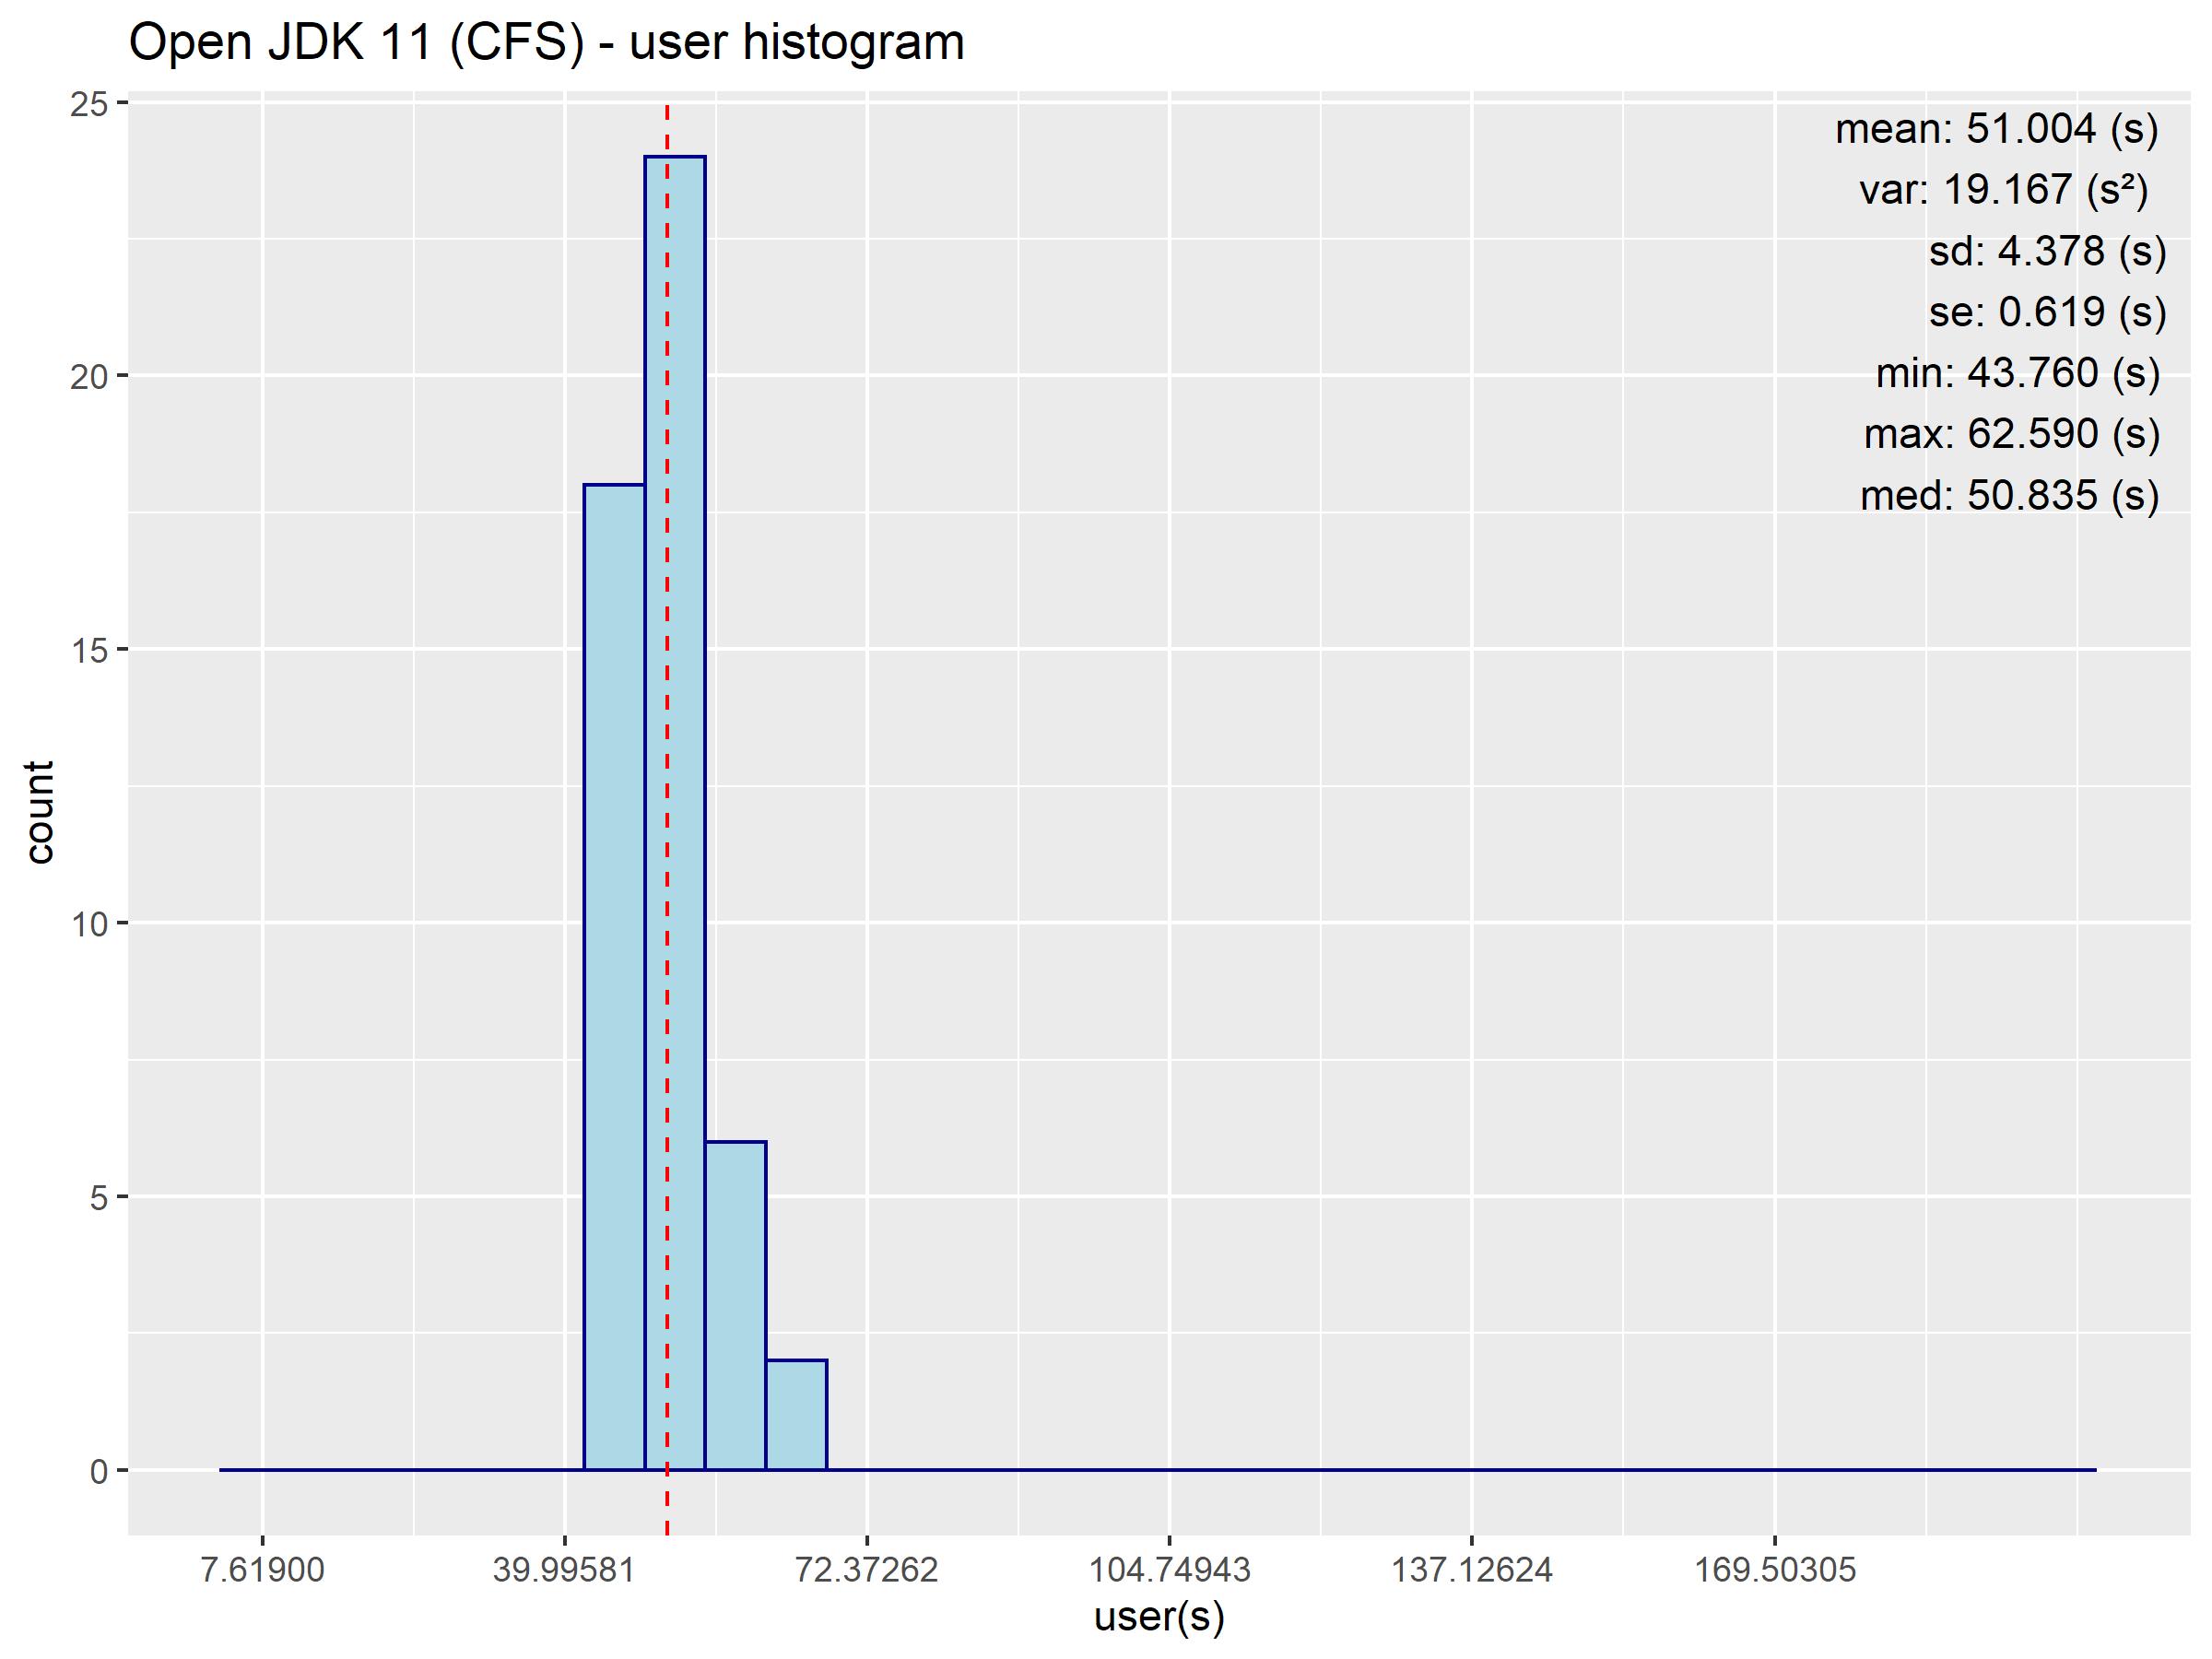 Open JDK 11 (CFS) - user histogram
mean: 51.004 (s)
var: 19.167 (s²)
sd: 4.378 (s)
se: 0.619 (s)
min: 43.760 (s)
max: 62.590 (s)
med: 50.835 (s)
25
20
15
10
5
0
count
7.61900 39.99581 72.37262 104.74943 137.12624 169.50305
user(s)